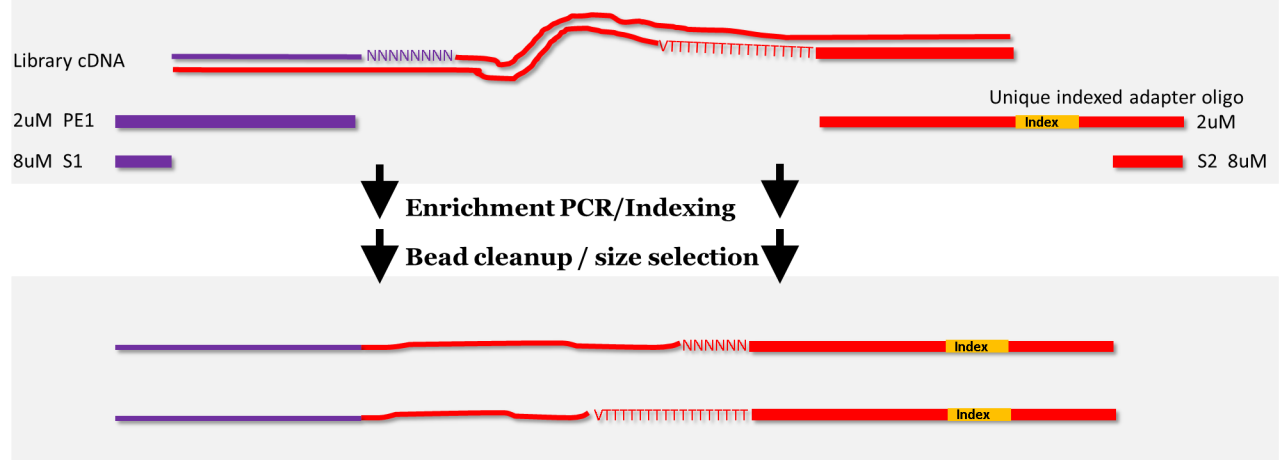 Library cDNA
NNNNNNNN
VTTTTTTTTTTTTTTTTT
Unique indexed adapter oligo
2uM PE1
Index
2uM
8uM S1
S2 8uM
Enrichment PCR/Indexing
Bead cleanup / size selection
NNNNNN
Index
VTTTTTTTTTTTTTTTTT
Index